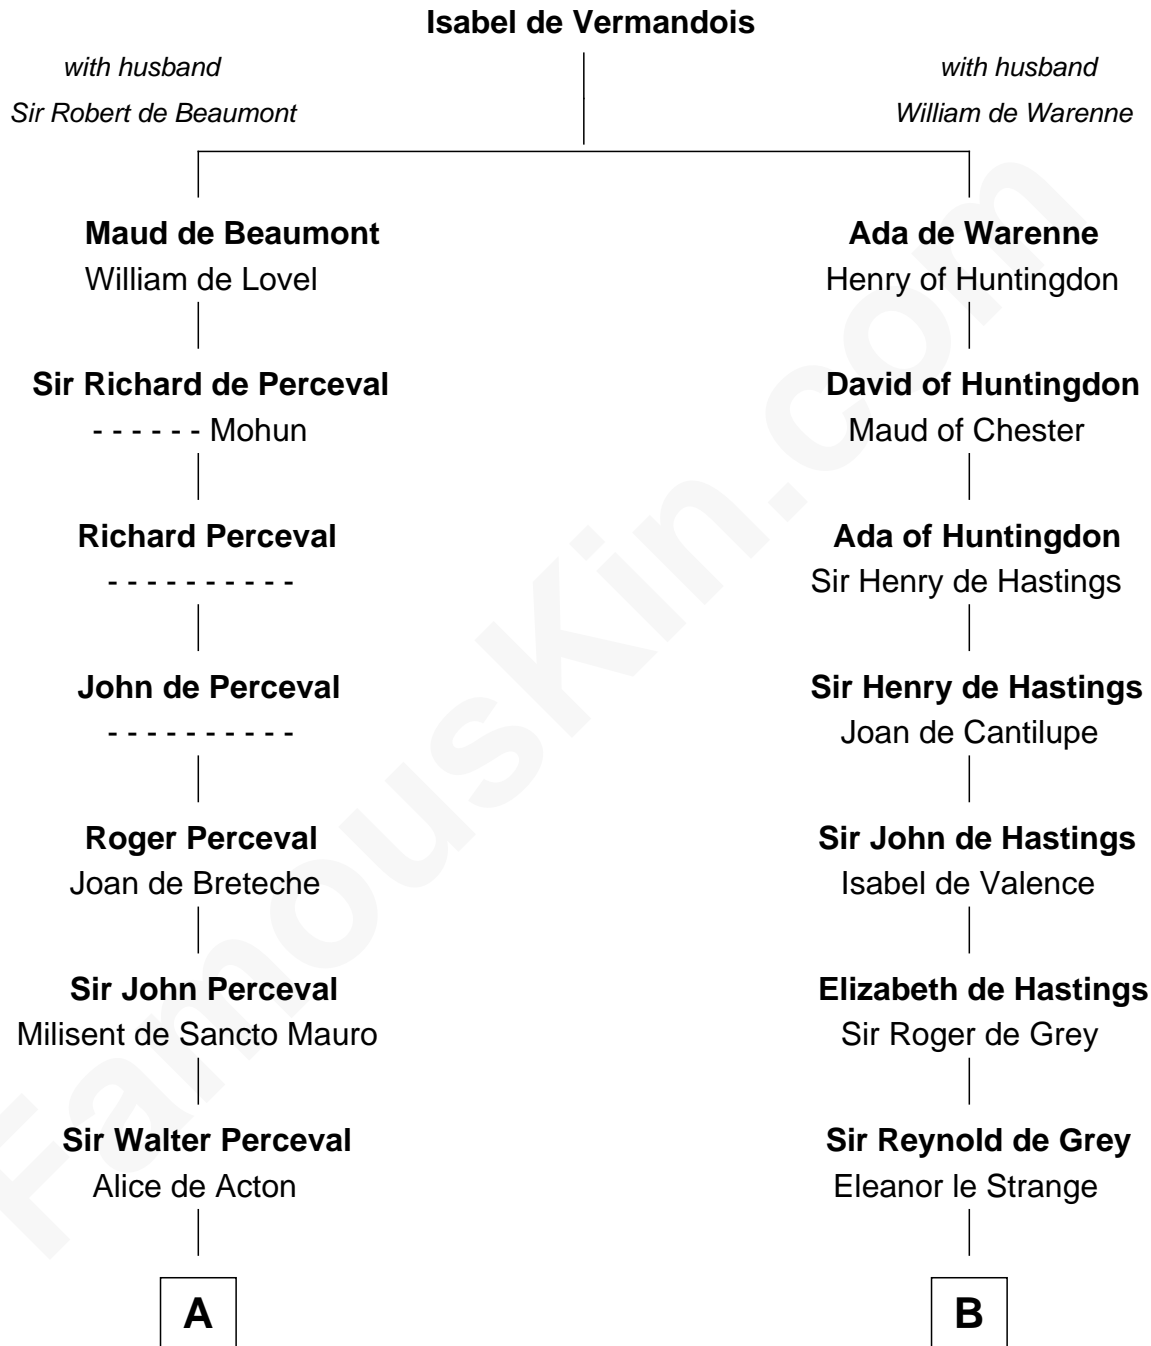 Isabel de Vermandois
with husband
Sir Robert de Beaumont
with husband
William de Warenne
Maud de Beaumont
William de Lovel
Ada de Warenne
Henry of Huntingdon
Sir Richard de Perceval
- - - - - - Mohun
David of Huntingdon
Maud of Chester
Richard Perceval
- - - - - - - - - -
Ada of Huntingdon
Sir Henry de Hastings
John de Perceval
- - - - - - - - - -
Sir Henry de Hastings
Joan de Cantilupe
Roger Perceval
Joan de Breteche
Sir John de Hastings
Isabel de Valence
Sir John Perceval
Milisent de Sancto Mauro
Elizabeth de Hastings
Sir Roger de Grey
Sir Walter Perceval
Alice de Acton
Sir Reynold de Grey
Eleanor le Strange
A
B
FamousKin.com